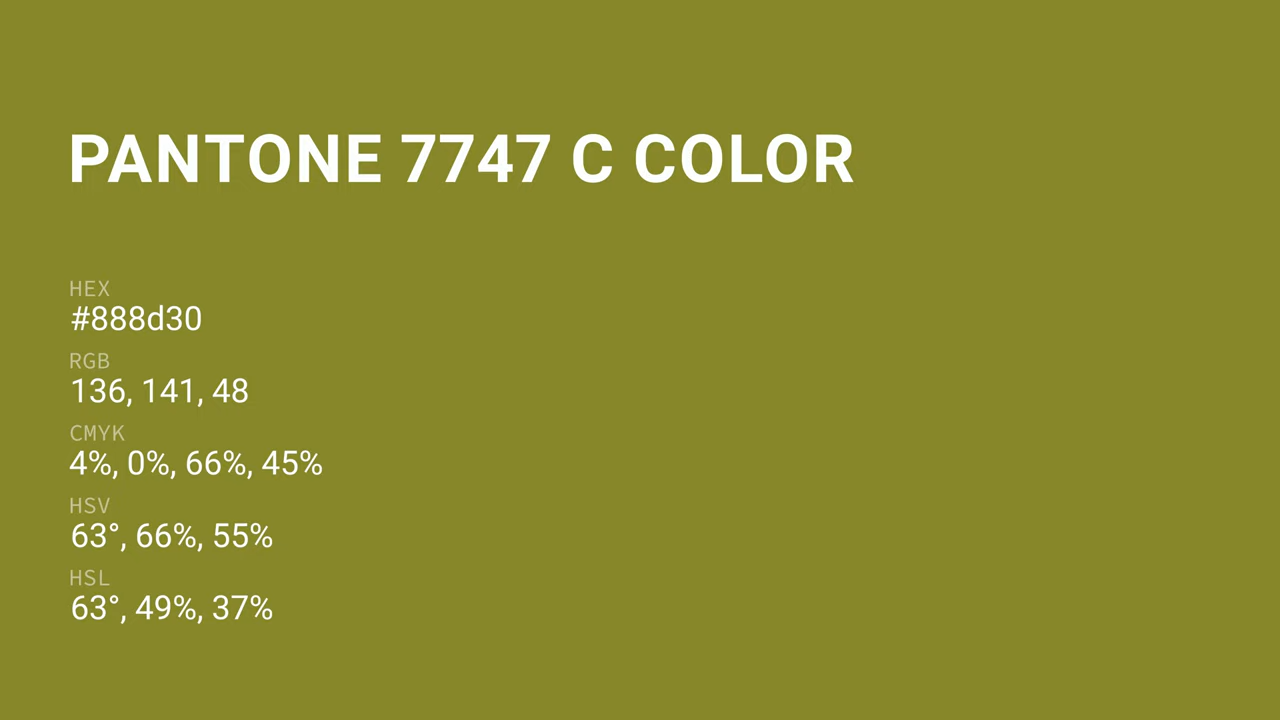 PANTONE 7747 C COLOR
HEX
#888d30
RGB
136, 141, 48
CMYK
4%, 0%, 66%, 45%
HSV
63°, 66%, 55%
HSL
63°, 49%, 37%